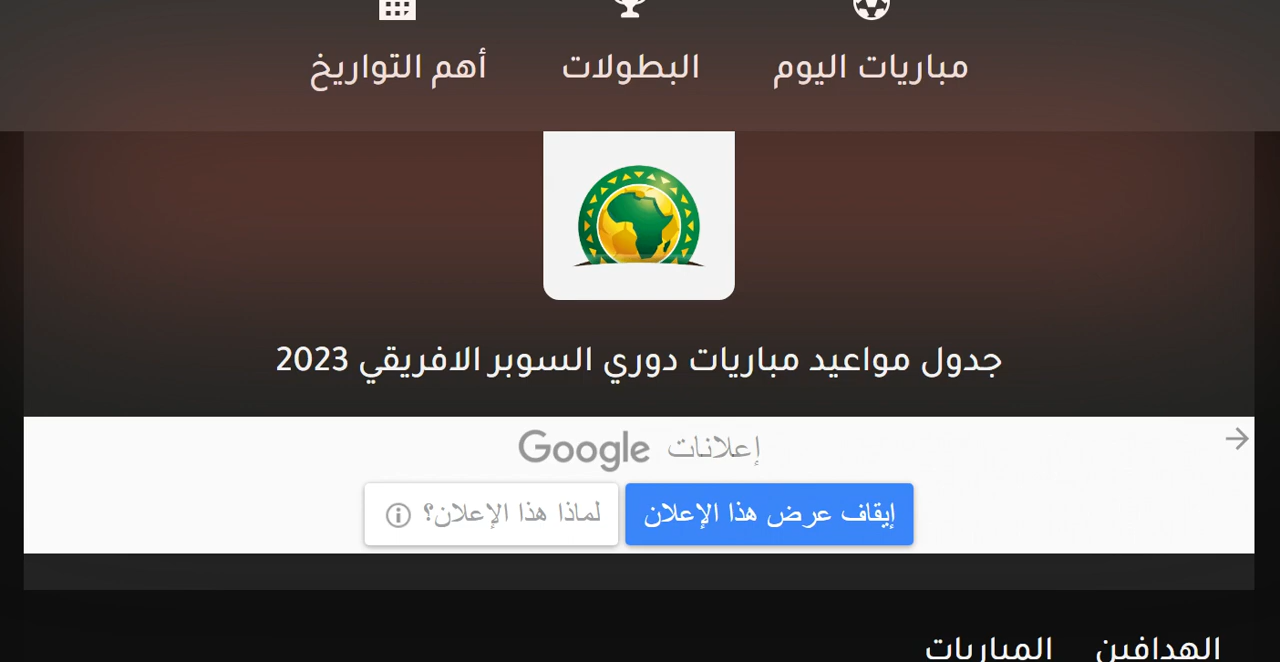 مباريات اليوم البطولات أهم التواريخ
جدول مواعيد مباريات دوري السوبر الافريقي 2023
إعلانات Google
إيقاف عرض هذا الإعلان لماذا هذا الإعلان؟
الهدافين المباريات